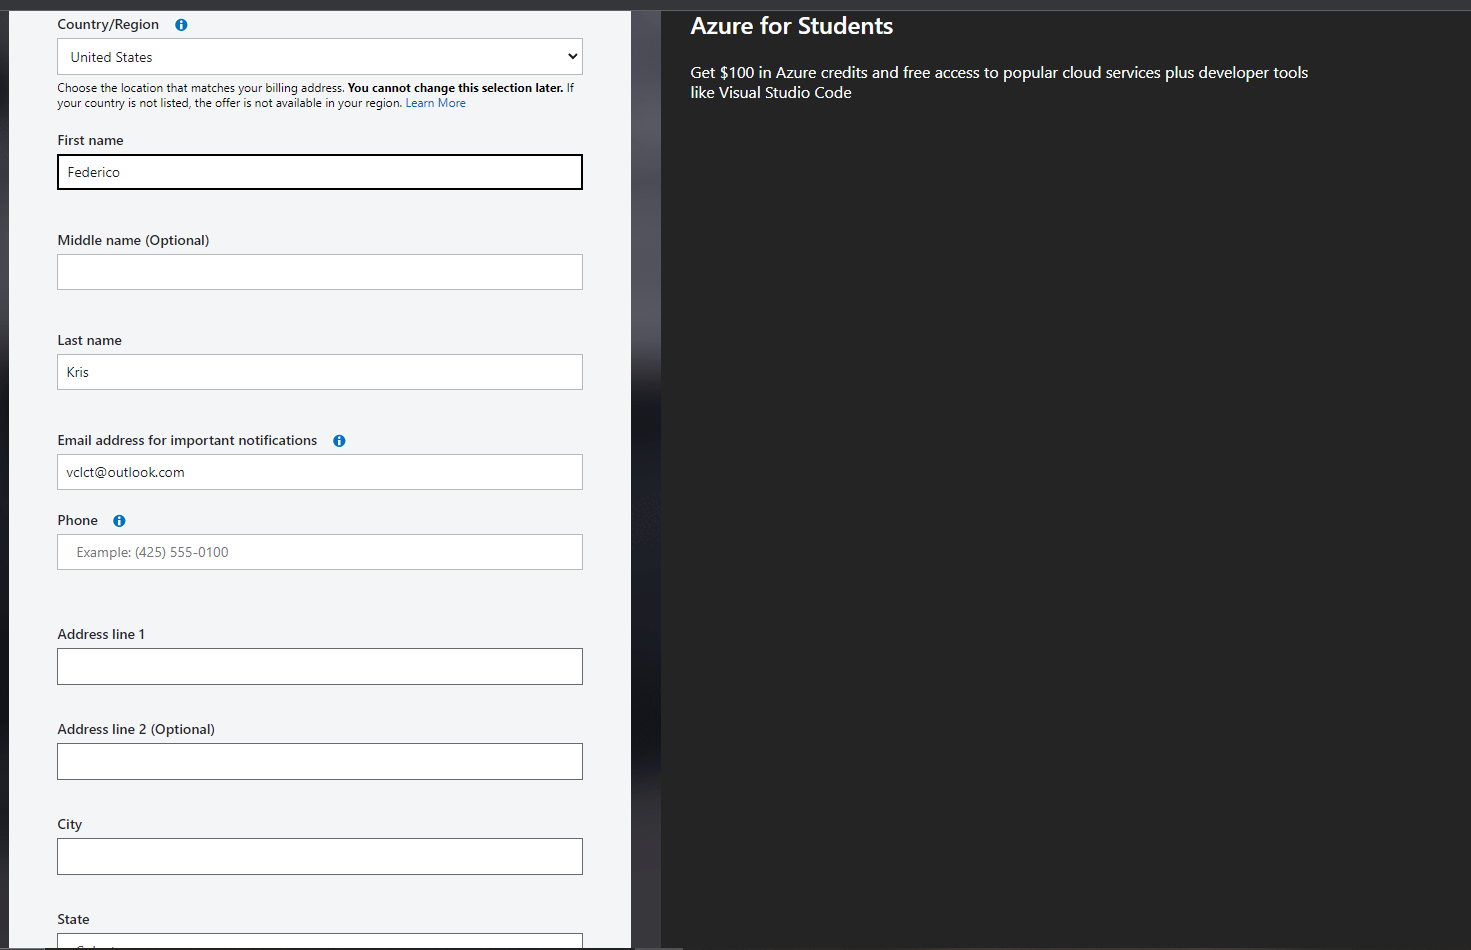 Country/Region
United States
Choose the location that matches your billing address. You cannot change this selection later. If
your country is not listed, the offer is not available in your region. Learn More
First name
Federico
Middle name (Optional)
Last name
Kris
Email address for important notifications
vclct@outlook.com
Phone
Example: (425) 555-0100
Address line 1
Address line 2 (Optional)
City
State
Azure for Students
Get $100 in Azure credits and free access to popular cloud services plus developer tools
like Visual Studio Code